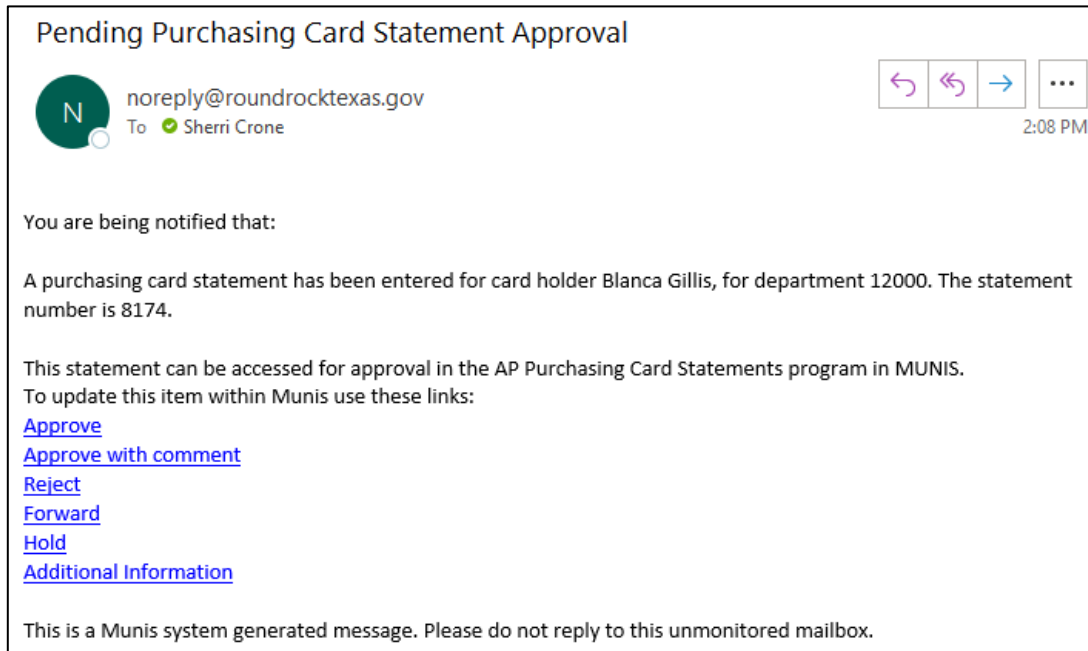 Pending Purchasing Card Statement Approval
N
noreply@roundrocktexas.gov
To Sherri Crone
2:08 PM
You are being notified that:
A purchasing card statement has been entered for card holder Blanca Gillis, for department 12000. The statement
number is 8174.
This statement can be accessed for approval in the AP Purchasing Card Statements program in MUNIS.
To update this item within Munis use these links:
Approve
Approve with comment
Reject
Forward
Hold
Additional Information
This is a Munis system generated message. Please do not reply to this unmonitored mailbox.